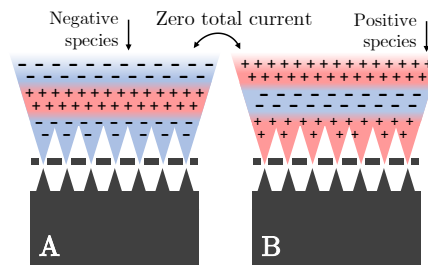 Negative
species
Zero total current
Positive
species
A
B